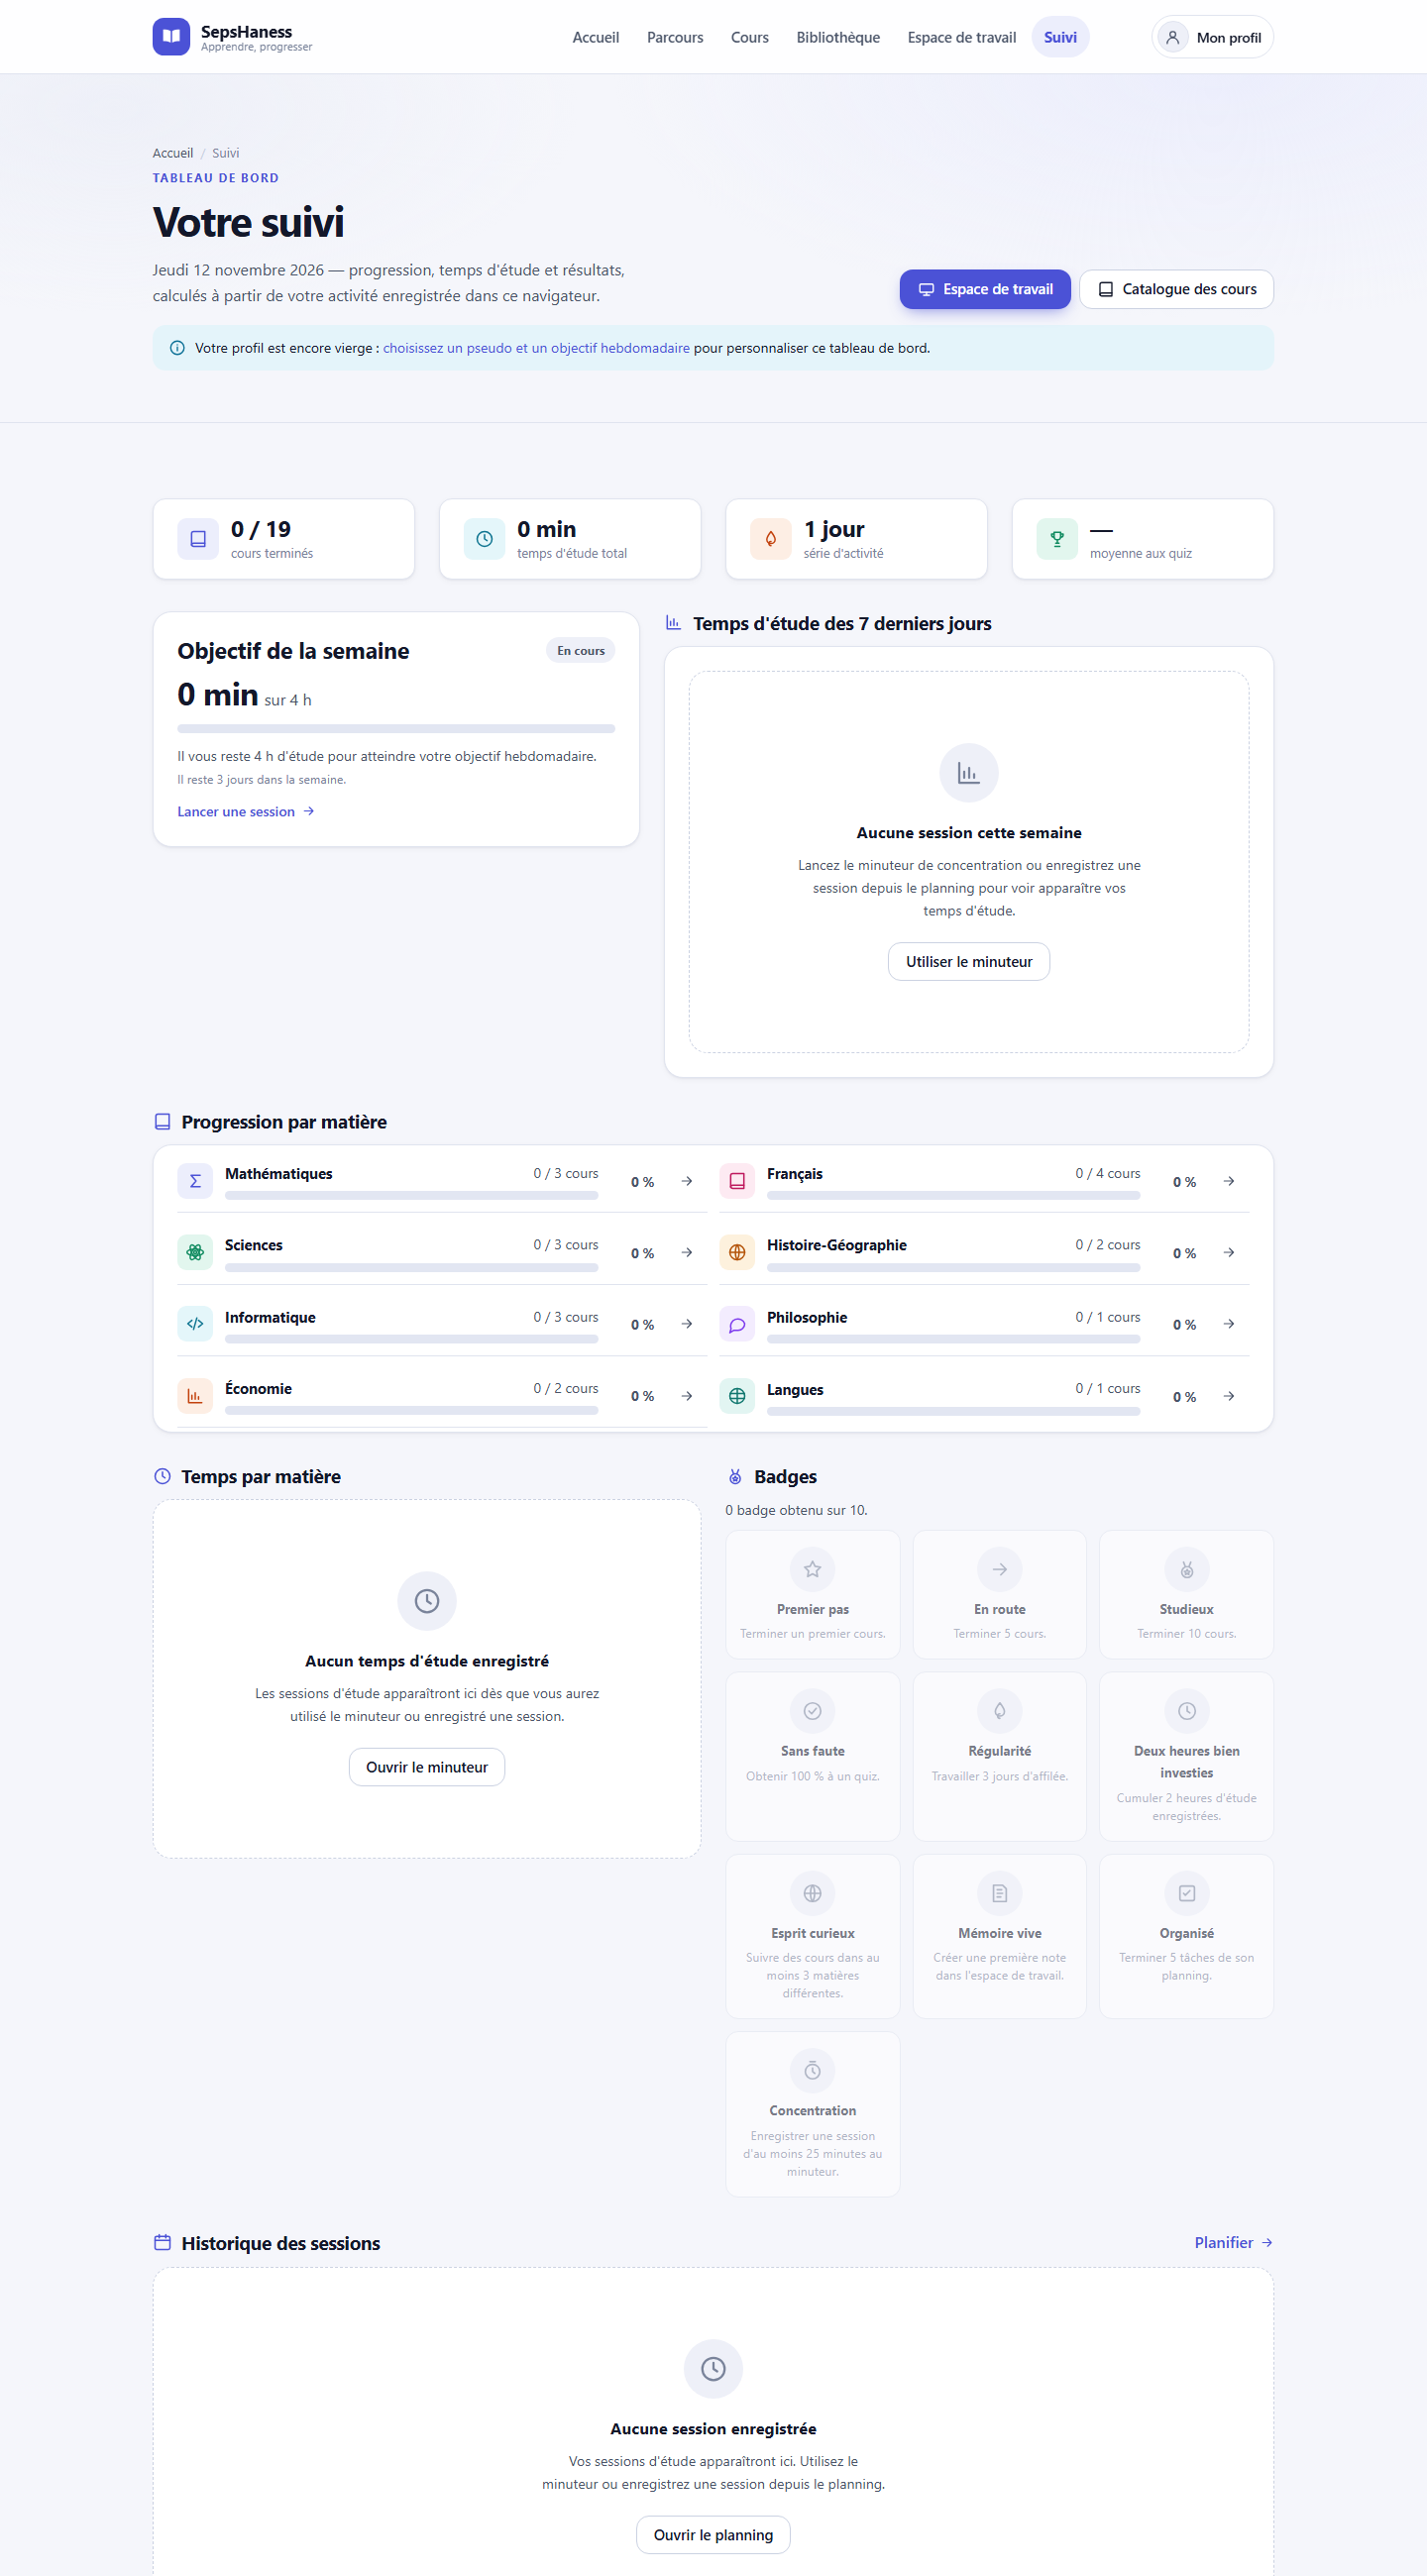 SepsHaness
Apprendre, progresser
Accueil
Parcours
Cours
Bibliothèque
Espace de travail
Suivi
Mon profil
Accueil / Suivi
TABLEAU DE BORD
Votre suivi
Jeudi 12 novembre 2026 — progression, temps d'étude et résultats,
calculés à partir de votre activité enregistrée dans ce navigateur.
Espace de travail
Catalogue des cours
Votre profil est encore vierge : choisissez un pseudo et un objectif hebdomadaire pour personnaliser ce tableau de bord.
0 / 19
cours terminés
0 min
temps d'étude total
1 jour
série d'activité
—
moyenne aux quiz
Objectif de la semaine
En cours
0 min sur 4 h
Il vous reste 4 h d'étude pour atteindre votre objectif hebdomadaire.
Il reste 3 jours dans la semaine.
Lancer une session →
Temps d'étude des 7 derniers jours
Aucune session cette semaine
Lancez le minuteur de concentration ou enregistrez une
session depuis le planning pour voir apparaître vos
temps d'étude.
Utiliser le minuteur
Progression par matière
Mathématiques 0 / 3 cours 0 % →
Français 0 / 4 cours 0 % →
Sciences 0 / 3 cours 0 % →
Histoire-Géographie 0 / 2 cours 0 % →
Informatique 0 / 3 cours 0 % →
Philosophie 0 / 1 cours 0 % →
Économie 0 / 2 cours 0 % →
Langues 0 / 1 cours 0 % →
Temps par matière
Aucun temps d'étude enregistré
Les sessions d'étude apparaîtront ici dès que vous aurez
utilisé le minuteur ou enregistré une session.
Ouvrir le minuteur
Badges
0 badge obtenu sur 10.
Premier pas
Terminer un premier cours.
En route
Terminer 5 cours.
Studieux
Terminer 10 cours.
Sans faute
Obtenir 100 % à un quiz.
Régularité
Travailler 3 jours d'affilée.
Deux heures bien
investies
Cumuler 2 heures d'étude
enregistrées.
Esprit curieux
Suivre des cours dans au
moins 3 matières
différentes.
Mémoire vive
Créer une première note
dans l'espace de travail.
Organisé
Terminer 5 tâches de son
planning.
Concentration
Enregistrer une session
d'au moins 25 minutes au
minuteur.
Historique des sessions
Planifier →
Aucune session enregistrée
Vos sessions d'étude apparaîtront ici. Utilisez le
minuteur ou enregistrez une session depuis le planning.
Ouvrir le planning